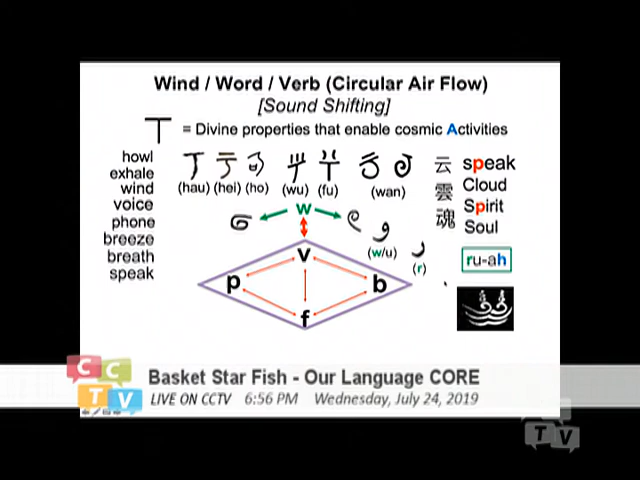 Wind / Word / Verb (Circular Air Flow)
[Sound Shifting]
= Divine properties that enable cosmic Activities
howl
exhale
wind
voice
phone
breeze
breath
speak
(hau) (hei) (ho) (wu) (fu) (wan)
w
(w/u)
(r)
v
p b
f
云 speak
雲 Cloud
魂 Spirit
Soul
ru-ah
CCTV
Basket Star Fish - Our Language CORE
LIVE ON CCTV 6:56 PM Wednesday, July 24, 2019
TV